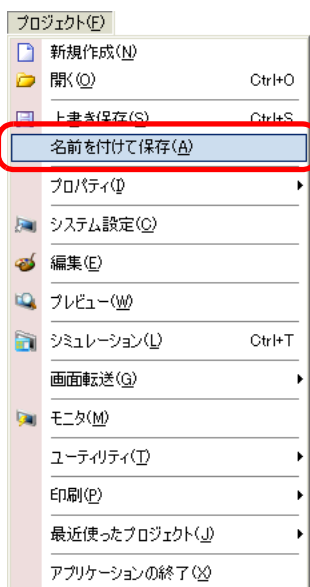 プロジェクト(F)
新規作成(N)
開く(O) Ctrl+O
上書き保存(S) Ctrl+S
名前を付けて保存(A)
プロパティ(I)
システム設定(C)
編集(E)
プレビュー(W)
シミュレーション(L) Ctrl+T
画面転送(G)
モニタ(M)
ユーティリティ(T)
印刷(P)
最近使ったプロジェクト(J)
アプリケーションの終了(X)